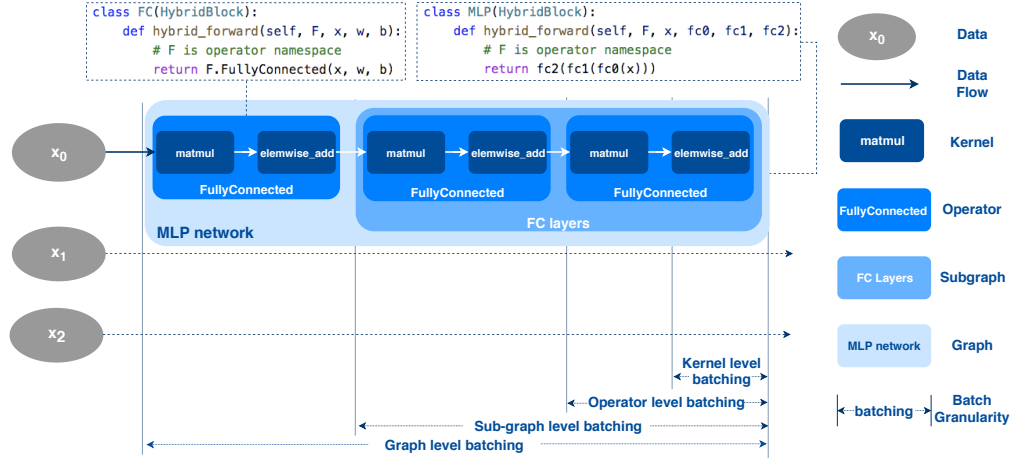 class FC(HybridBlock):
def hybrid_forward(self, F, x, w, b):
# F is operator namespace
return F.FullyConnected(x, w, b)
class MLP(HybridBlock):
def hybrid_forward(self, F, x, fc0, fc1, fc2):
# F is operator namespace
return fc2(fc1(fc0(x)))
x0
Data
Data
Flow
x0
matmul
elemwise_add
matmul
elemwise_add
matmul
elemwise_add
FullyConnected
FullyConnected
FullyConnected
FC layers
MLP network
matmul
Kernel
FullyConnected
Operator
x1
FC Layers
Subgraph
x2
MLP network
Graph
Kernel level
batching
Operator level batching
Sub-graph level batching
Graph level batching
batching
Batch
Granularity